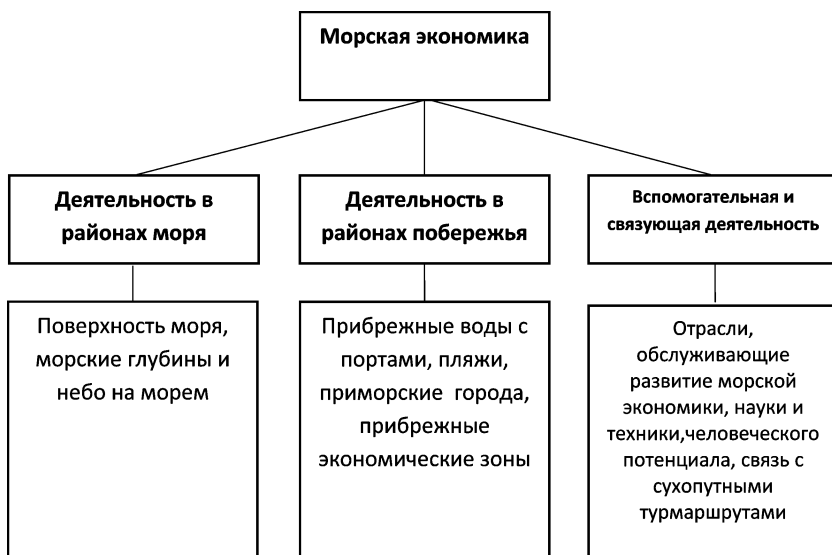 Морская экономика
Деятельность в
районах моря
Деятельность в
районах побережья
Вспомогательная и
связующая деятельность
Поверхность моря,
морские глубины и
небо на морем
Прибрежные воды с
портами, пляжи,
приморские города,
прибрежные
экономические зоны
Отрасли,
обслуживающие
развитие морской
экономики, науки и
техники,человеческого
потенциала, связь с
сухопутными
турмаршрутами